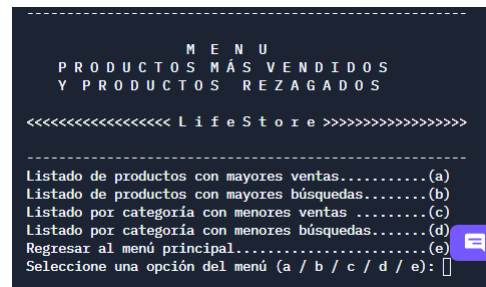 -------------------------------------------------------
M E N U
P R O D U C T O S  M Á S  V E N D I D O S
Y  P R O D U C T O S  R E Z A G A D O S
<<<<<<<<<<<<<<<<<< L i f e S t o r e >>>>>>>>>>>>>>>>>>
-------------------------------------------------------
Listado de productos con mayores ventas...........(a)
Listado de productos con mayores búsquedas........(b)
Listado por categoría con menores ventas .........(c)
Listado por categoría con menores búsquedas.......(d)
Regresar al menú principal........................(e)
Seleccione una opción del menú (a / b / c / d / e):